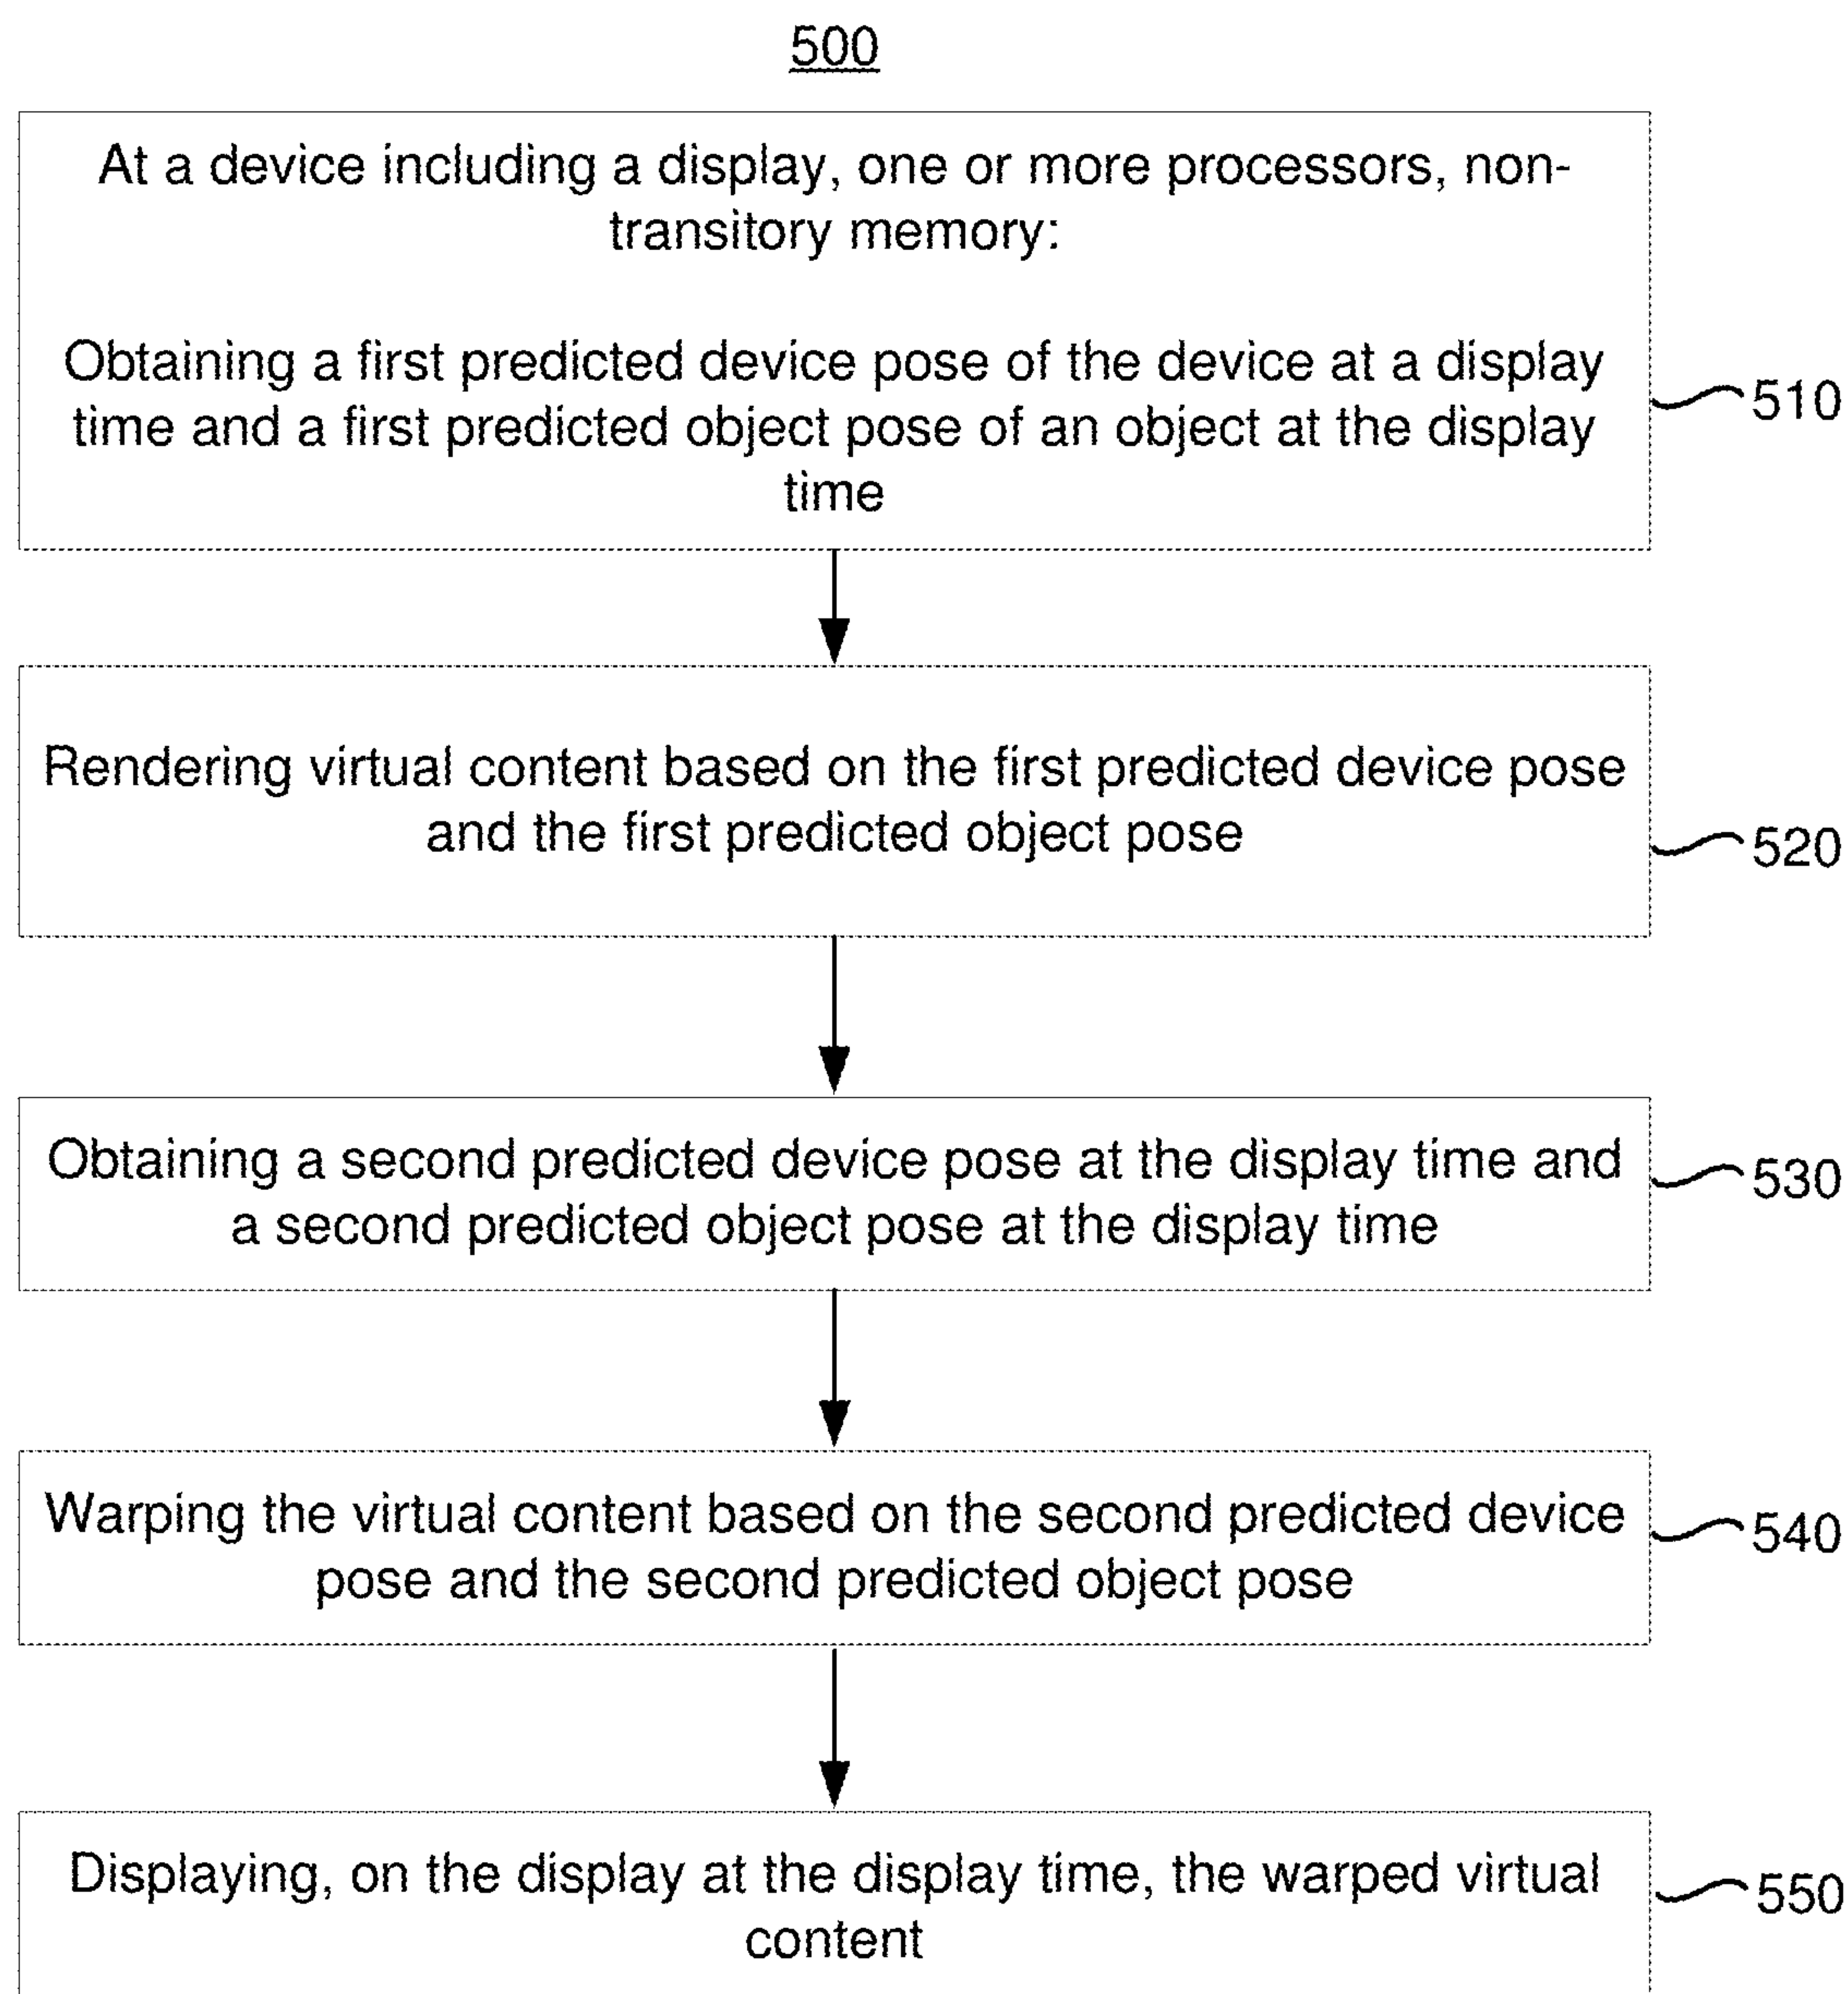 500
At a device including a display, one or more processors, non-
transitory memory:
Obtaining a first predicted device pose of the device at a display
time and a first predicted object pose of an object at the display
time
510
Rendering virtual content based on the first predicted device pose
and the first predicted object pose
520
Obtaining a second predicted device pose at the display time and
a second predicted object pose at the display time
530
Warping the virtual content based on the second predicted device
pose and the second predicted object pose
540
Displaying, on the display at the display time, the warped virtual
content
550